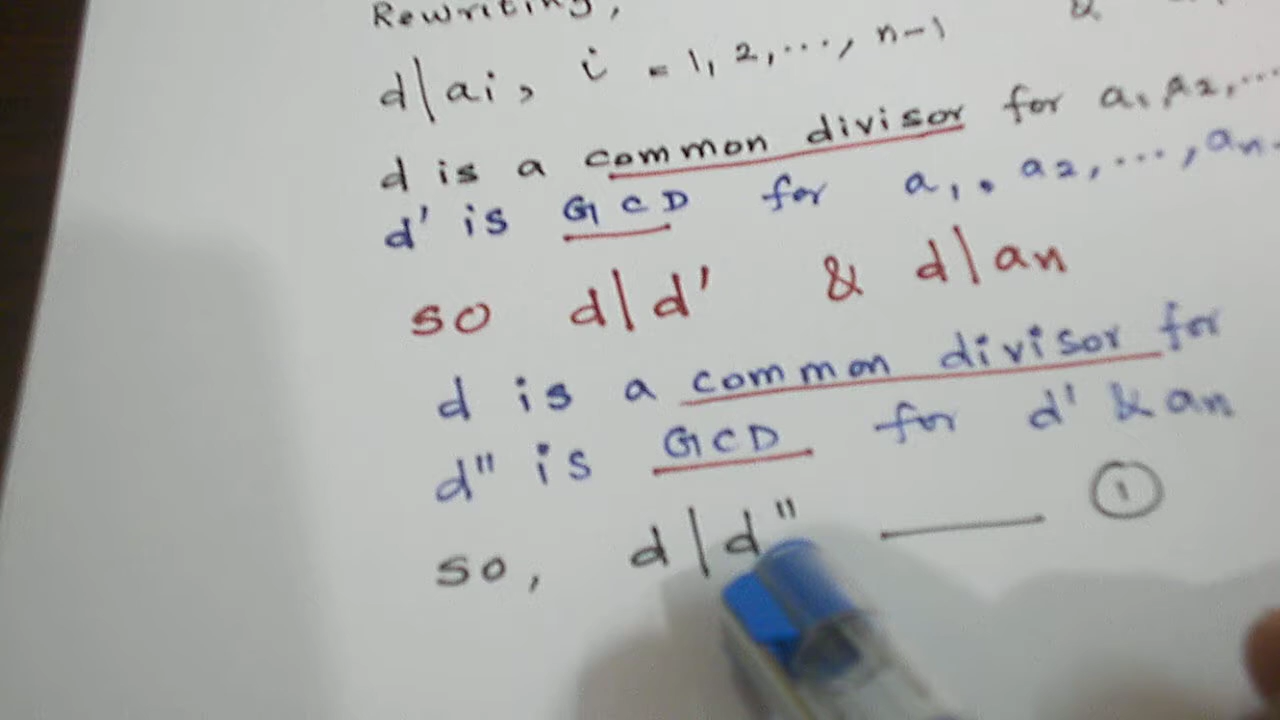 Rewriting, &
d|ai, i = 1, 2, ..., n-1
d is a common divisor for a1, a2, ...
d' is GCD for a1, a2, ..., an-
so d|d' & d|an
d is a common divisor for
d" is GCD for d' & an
so, d|d" ——— ①